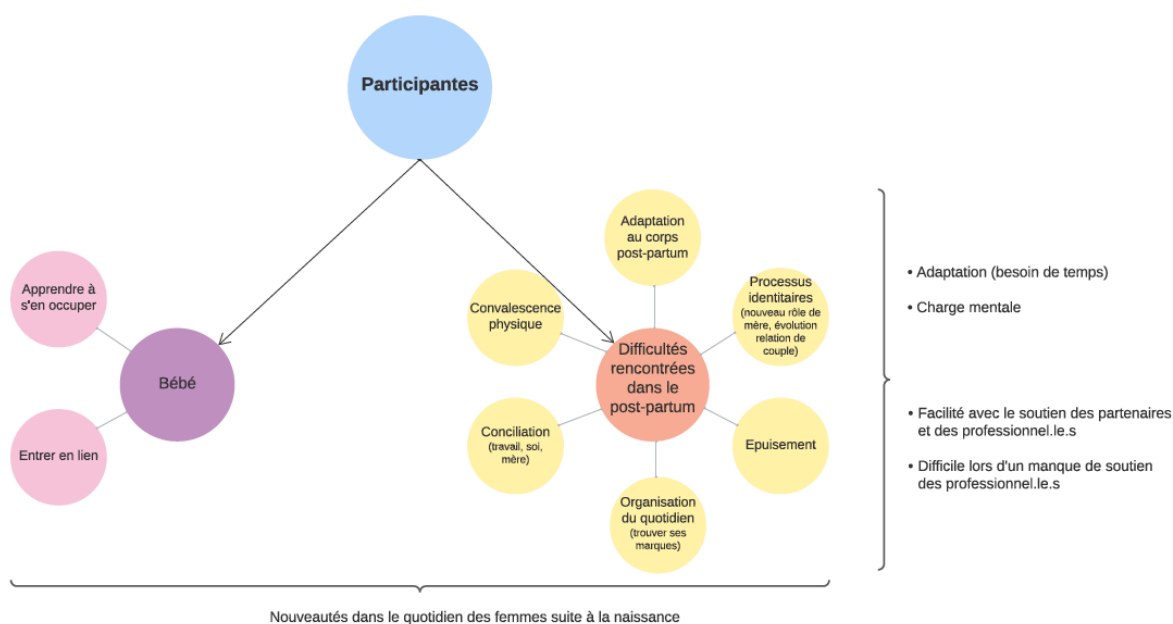 Participantes
Apprendre à
s'en occuper
Bébé
Entrer en lien
Adaptation
au corps
post-partum
Convalescence
physique
Processus
identitaires
(nouveau rôle de
mère, évolution
relation de
couple)
Difficultés
rencontrées
dans le
post-partum
Conciliation
(travail, soi,
mère)
Epuisement
Organisation
du quotidien
(trouver ses
marques)
• Adaptation (besoin de temps)
• Charge mentale
• Facilité avec le soutien des partenaires
et des professionnel.le.s
• Difficile lors d'un manque de soutien
des professionnel.le.s
Nouveautés dans le quotidien des femmes suite à la naissance